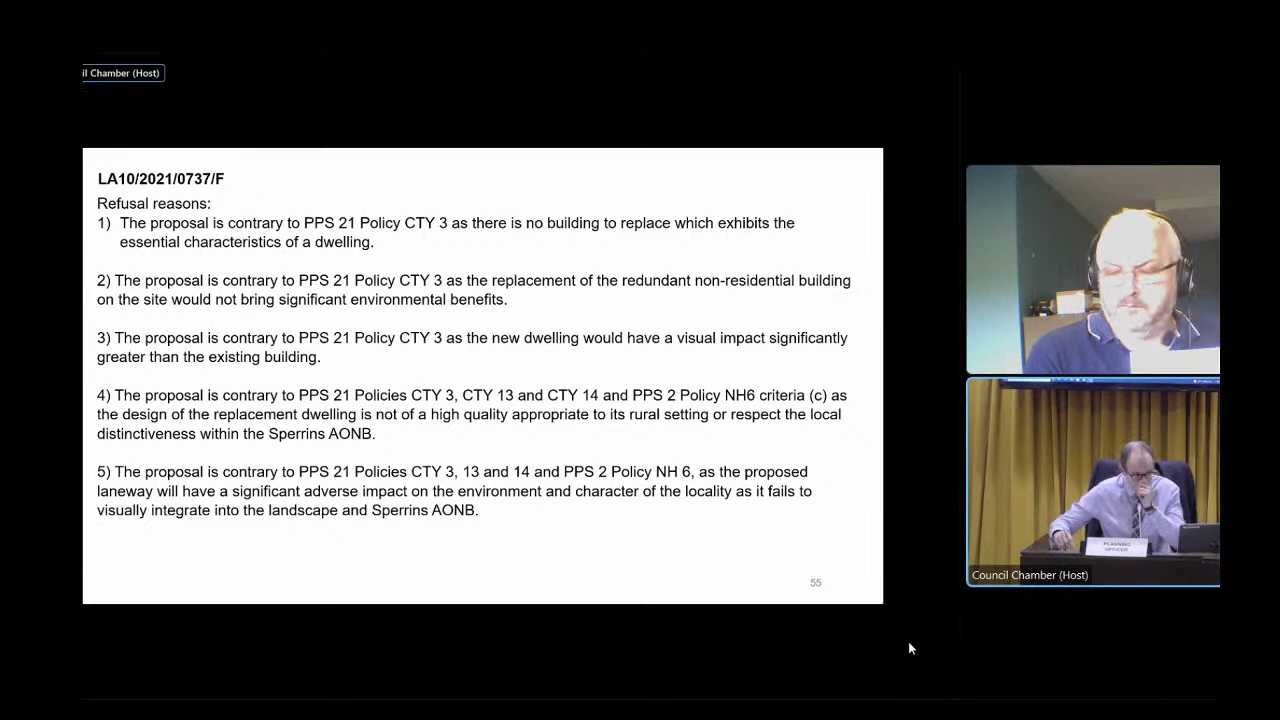 il Chamber (Host)
LA10/2021/0737/F
Refusal reasons:
1) The proposal is contrary to PPS 21 Policy CTY 3 as there is no building to replace which exhibits the
essential characteristics of a dwelling.
2) The proposal is contrary to PPS 21 Policy CTY 3 as the replacement of the redundant non-residential building
on the site would not bring significant environmental benefits.
3) The proposal is contrary to PPS 21 Policy CTY 3 as the new dwelling would have a visual impact significantly
greater than the existing building.
4) The proposal is contrary to PPS 21 Policies CTY 3, CTY 13 and CTY 14 and PPS 2 Policy NH6 criteria (c) as
the design of the replacement dwelling is not of a high quality appropriate to its rural setting or respect the local
distinctiveness within the Sperrins AONB.
5) The proposal is contrary to PPS 21 Policies CTY 3, 13 and 14 and PPS 2 Policy NH 6, as the proposed
laneway will have a significant adverse impact on the environment and character of the locality as it fails to
visually integrate into the landscape and Sperrins AONB.
55
PLANNING
OFFICER
Council Chamber (Host)